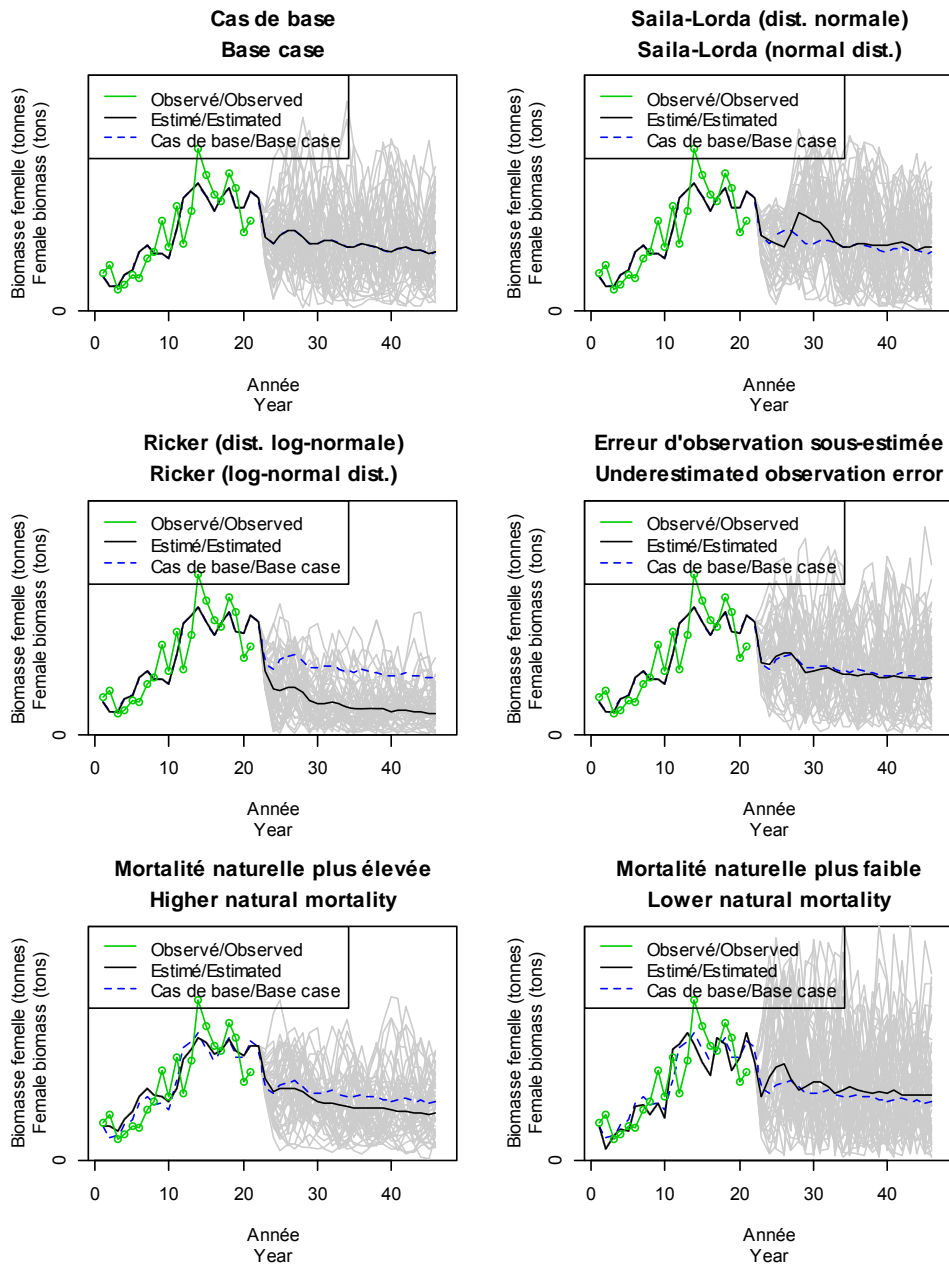 Cas de base
Base case
Observé/Observed
Estimé/Estimated
Cas de base/Base case
Biomasse femelle (tonnes)
Female biomass (tons)
0
0 10 20 30 40
Année
Year
Saila-Lorda (dist. normale)
Saila-Lorda (normal dist.)
Observé/Observed
Estimé/Estimated
Cas de base/Base case
Biomasse femelle (tonnes)
Female biomass (tons)
0
0 10 20 30 40
Année
Year
Ricker (dist. log-normale)
Ricker (log-normal dist.)
Observé/Observed
Estimé/Estimated
Cas de base/Base case
Biomasse femelle (tonnes)
Female biomass (tons)
0
0 10 20 30 40
Année
Year
Erreur d'observation sous-estimée
Underestimated observation error
Observé/Observed
Estimé/Estimated
Cas de base/Base case
Biomasse femelle (tonnes)
Female biomass (tons)
0
0 10 20 30 40
Année
Year
Mortalité naturelle plus élevée
Higher natural mortality
Observé/Observed
Estimé/Estimated
Cas de base/Base case
Biomasse femelle (tonnes)
Female biomass (tons)
0
0 10 20 30 40
Année
Year
Mortalité naturelle plus faible
Lower natural mortality
Observé/Observed
Estimé/Estimated
Cas de base/Base case
Biomasse femelle (tonnes)
Female biomass (tons)
0
0 10 20 30 40
Année
Year